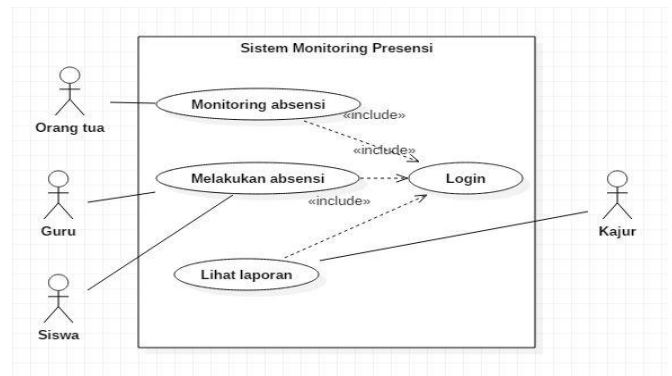 Sistem Monitoring Presensi
Monitoring absensi
«include»
Orang tua
«include»
Melakukan absensi
Login
«include»
Guru
Kajur
Lihat laporan
Siswa